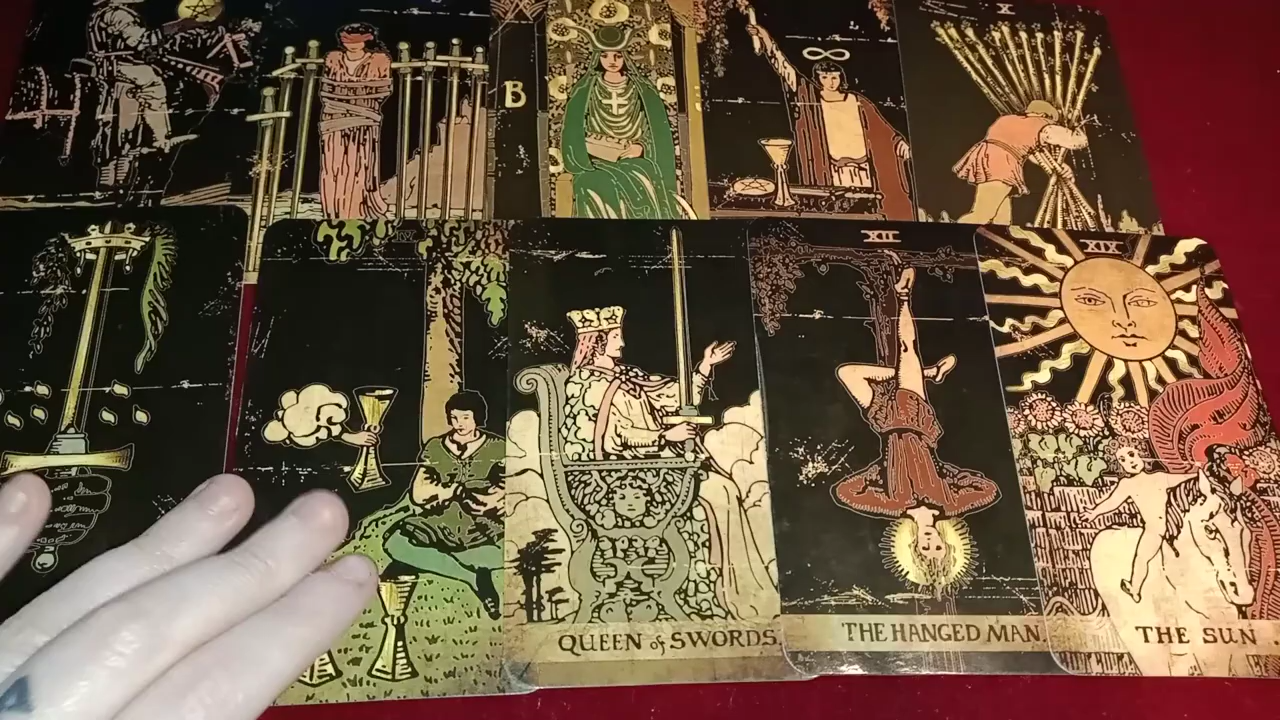 B
X
XII
XIX
QUEEN of SWORDS
THE HANGED MAN
THE SUN